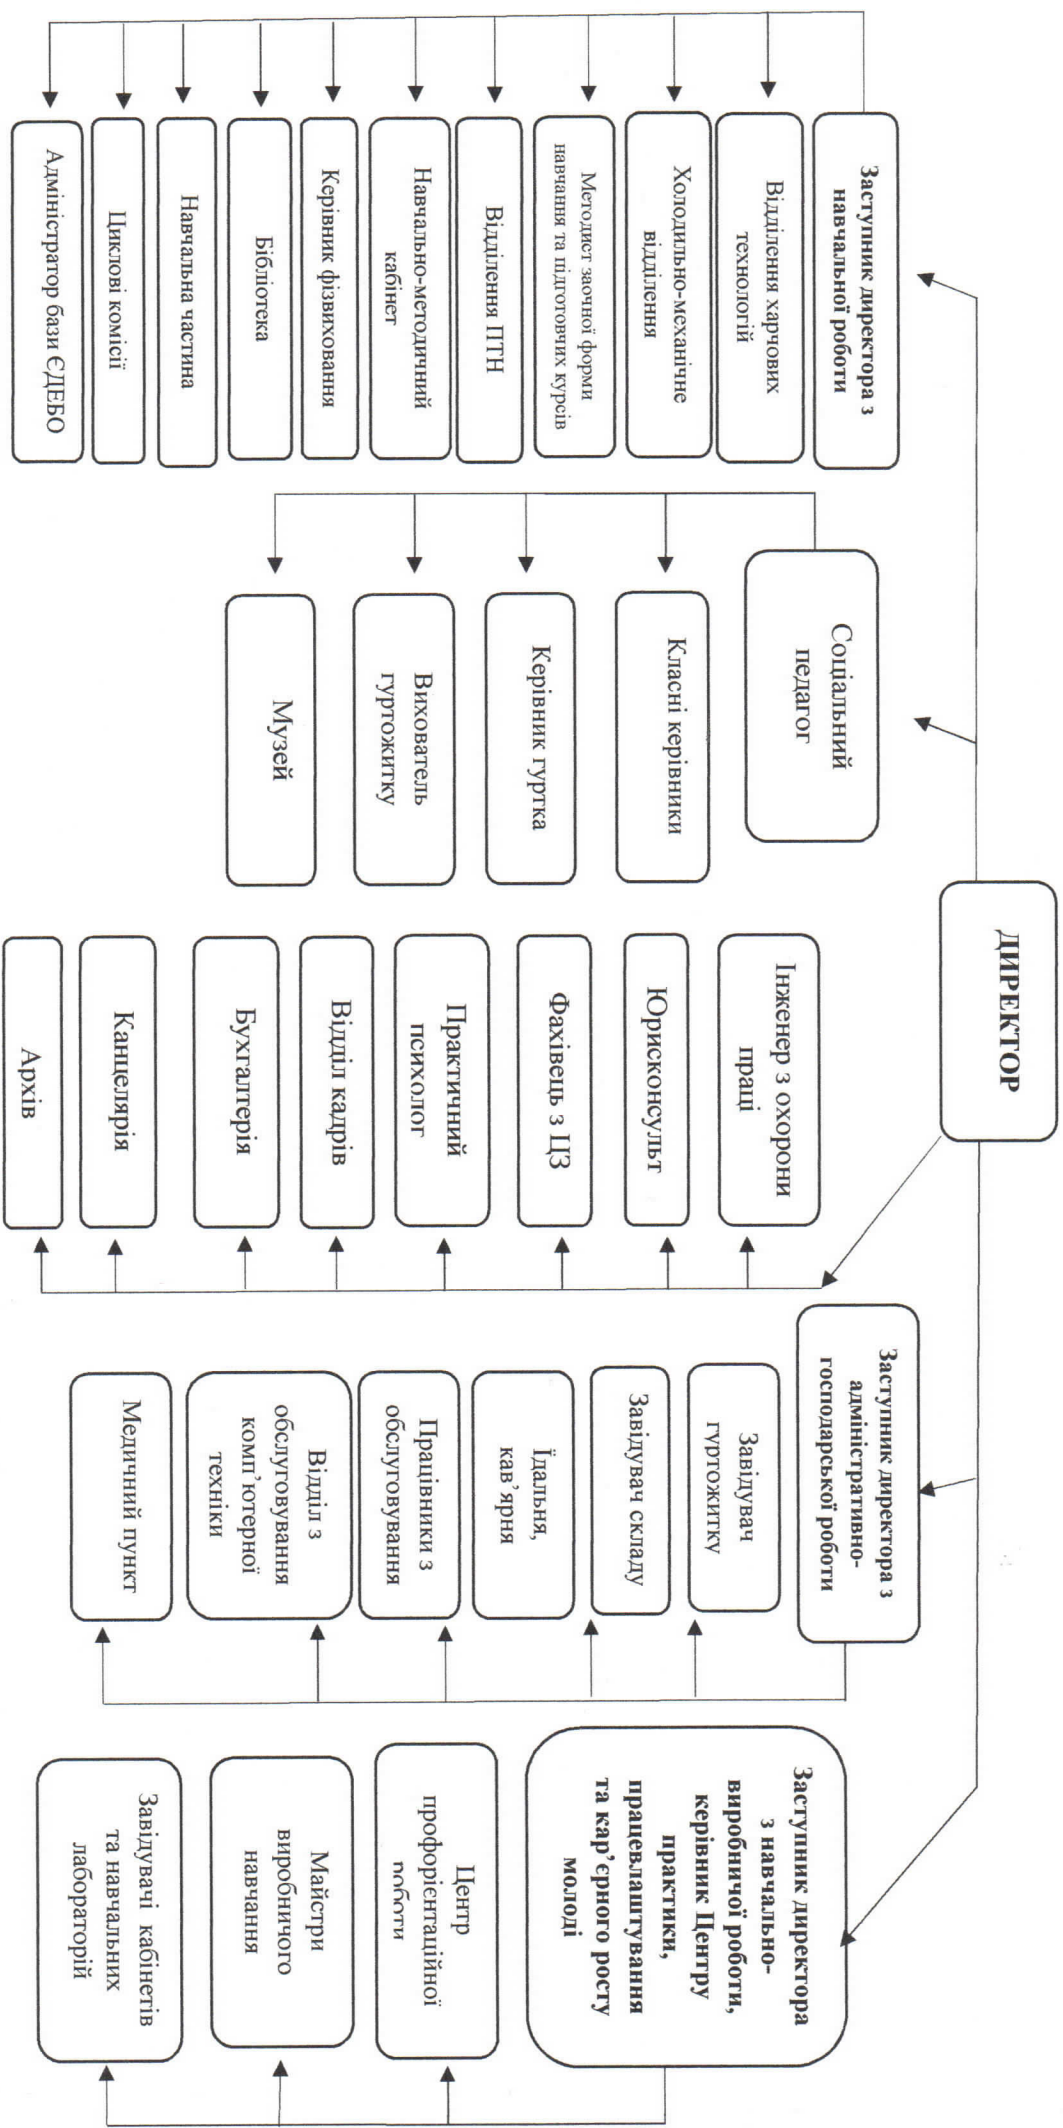 ДИРЕКТОР
Заступник директора з
навчальної роботи
Відділення харчових
технологій
Холодильно-механічне
відділення
Методист заочної форми
навчання та підготовчих курсів
Відділення ПТН
Навчально-методичний
кабінет
Керівник фізвиховання
Бібліотека
Навчальна частина
Циклові комісії
Адміністратор бази ЄДЕБО
Соціальний
педагог
Класні керівники
Керівник гуртка
Вихователь
гуртожитку
Музей
Інженер з охорони
праці
Юрисконсульт
Фахівець з ЦЗ
Практичний
психолог
Відділ кадрів
Бухгалтерія
Канцелярія
Архів
Заступник директора з
адміністративно-
господарської роботи
Завідувач
гуртожитку
Завідувач складу
Їдальня,
кав’ярня
Працівники з
обслуговування
Відділ з
обслуговування
комп’ютерної
техніки
Медичний пункт
Заступник директора
з навчально-
виробничої роботи,
керівник Центру
практики,
працевлаштування
та кар’єрного росту
молоді
Центр
профорієнтаційної
роботи
Майстри
виробничого
навчання
Завідувачі кабінетів
та навчальних
лабораторій